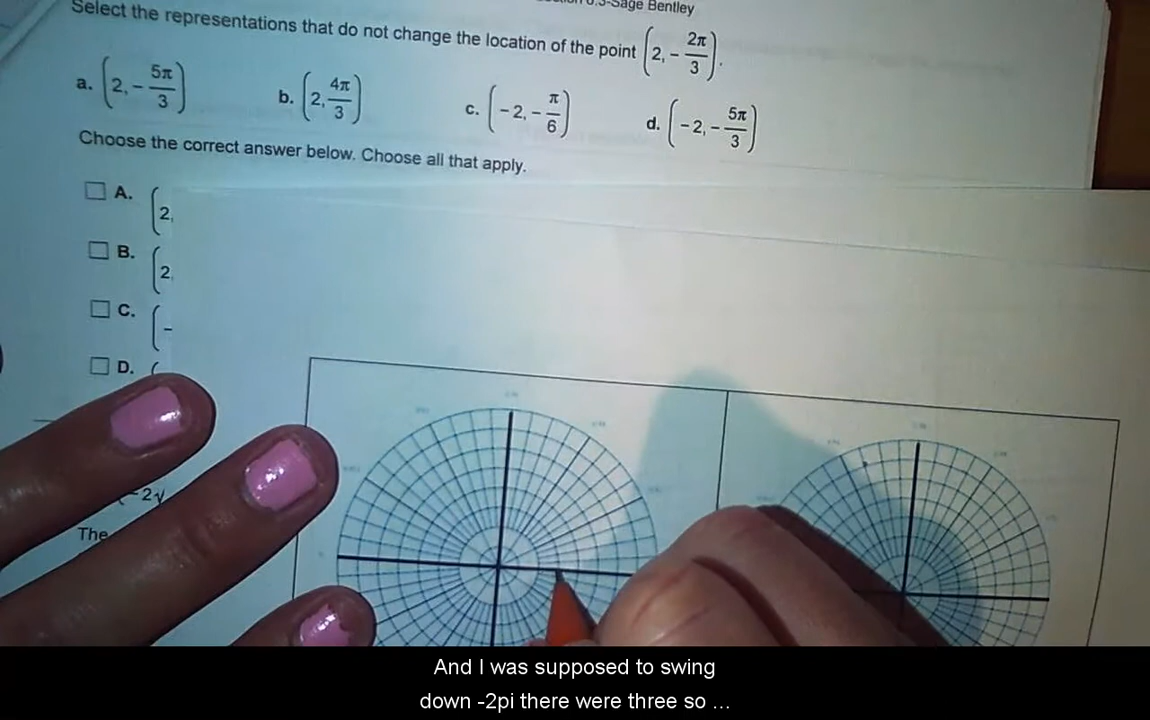 -Sage Bentley
Select the representations that do not change the location of the point (2, -2π/3).
a. (2, -5π/3) b. (2, 4π/3) c. (-2, -π/6) d. (-2, -5π/3)
Choose the correct answer below. Choose all that apply.
A. (2,
B. (2,
C. (-
D. (
-2
The
And I was supposed to swing
down -2pi there were three so ...